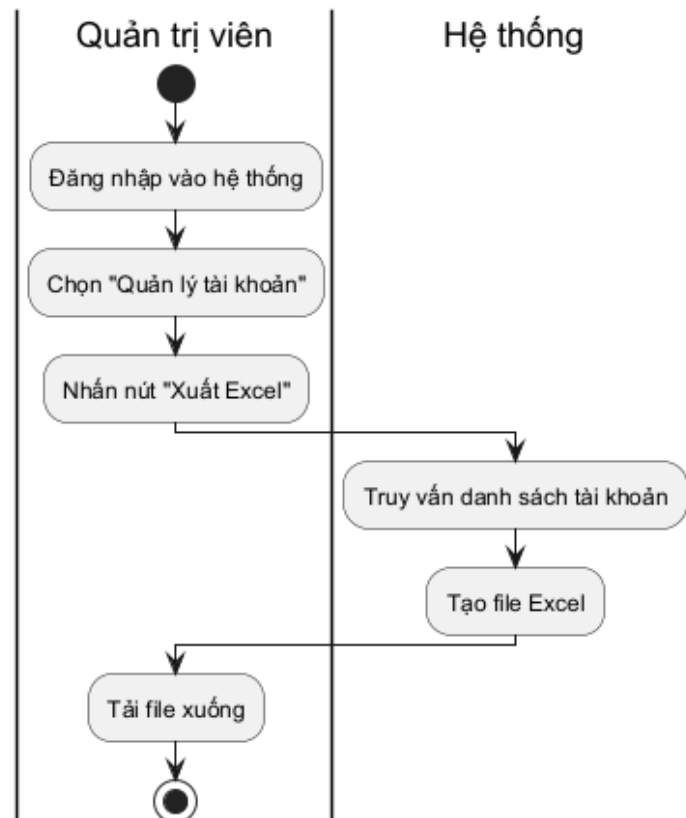 Quản trị viên
Hệ thống
Đăng nhập vào hệ thống
Chọn "Quản lý tài khoản"
Nhấn nút "Xuất Excel"
Truy vấn danh sách tài khoản
Tạo file Excel
Tải file xuống